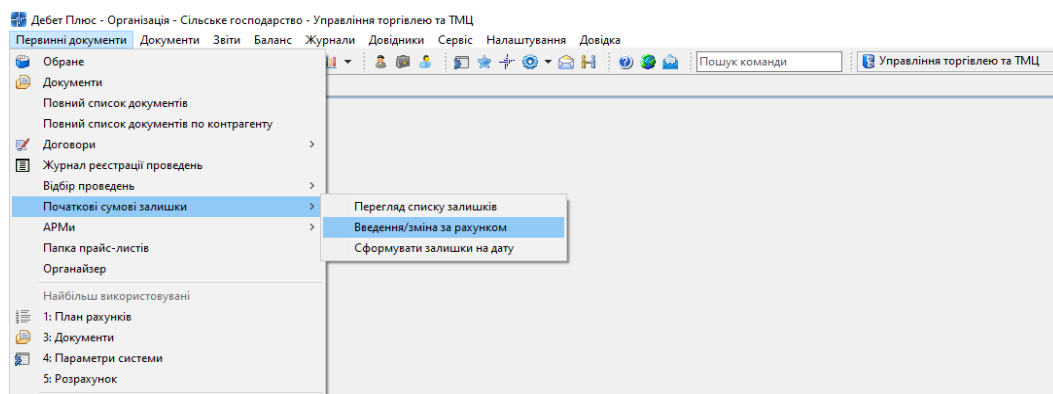 Дебет Плюс - Організація - Сільське господарство - Управління торгівлею та ТМЦ
Первинні документи Документи Звіти Баланс Журнали Довідники Сервіс Налаштування Довідка
Обране Пошук команди Управління торгівлею та ТМЦ
Документи
Повний список документів
Повний список документів по контрагенту
Договори
Журнал реєстрації проведень
Відбір проведень
Початкові сумові залишки Перегляд списку залишків
АРМи Введення/зміна за рахунком
Папка прайс-листів Сформувати залишки на дату
Органайзер
Найбільш використовувані
1: План рахунків
3: Документи
4: Параметри системи
5: Розрахунок